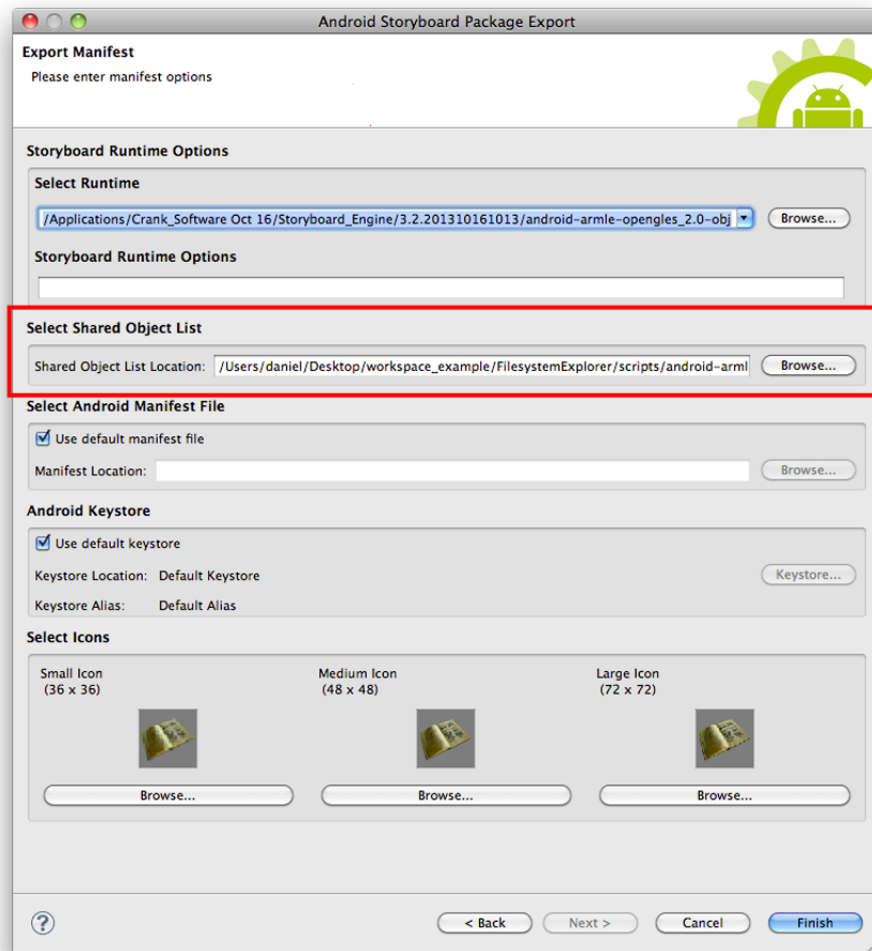 Android Storyboard Package Export
Export Manifest
Please enter manifest options
Storyboard Runtime Options
Select Runtime
/Applications/Crank_Software Oct 16/Storyboard_Engine/3.2.201310161013/android-armle-opengles_2.0-obj
Browse...
Storyboard Runtime Options
Select Shared Object List
Shared Object List Location: /Users/daniel/Desktop/workspace_example/FilesystemExplorer/scripts/android-arml
Browse...
Select Android Manifest File
Use default manifest file
Manifest Location:
Browse...
Android Keystore
Use default keystore
Keystore Location: Default Keystore
Keystore...
Keystore Alias: Default Alias
Select Icons
Small Icon
(36 x 36)
Medium Icon
(48 x 48)
Large Icon
(72 x 72)
Browse...
Browse...
Browse...
?
< Back
Next >
Cancel
Finish